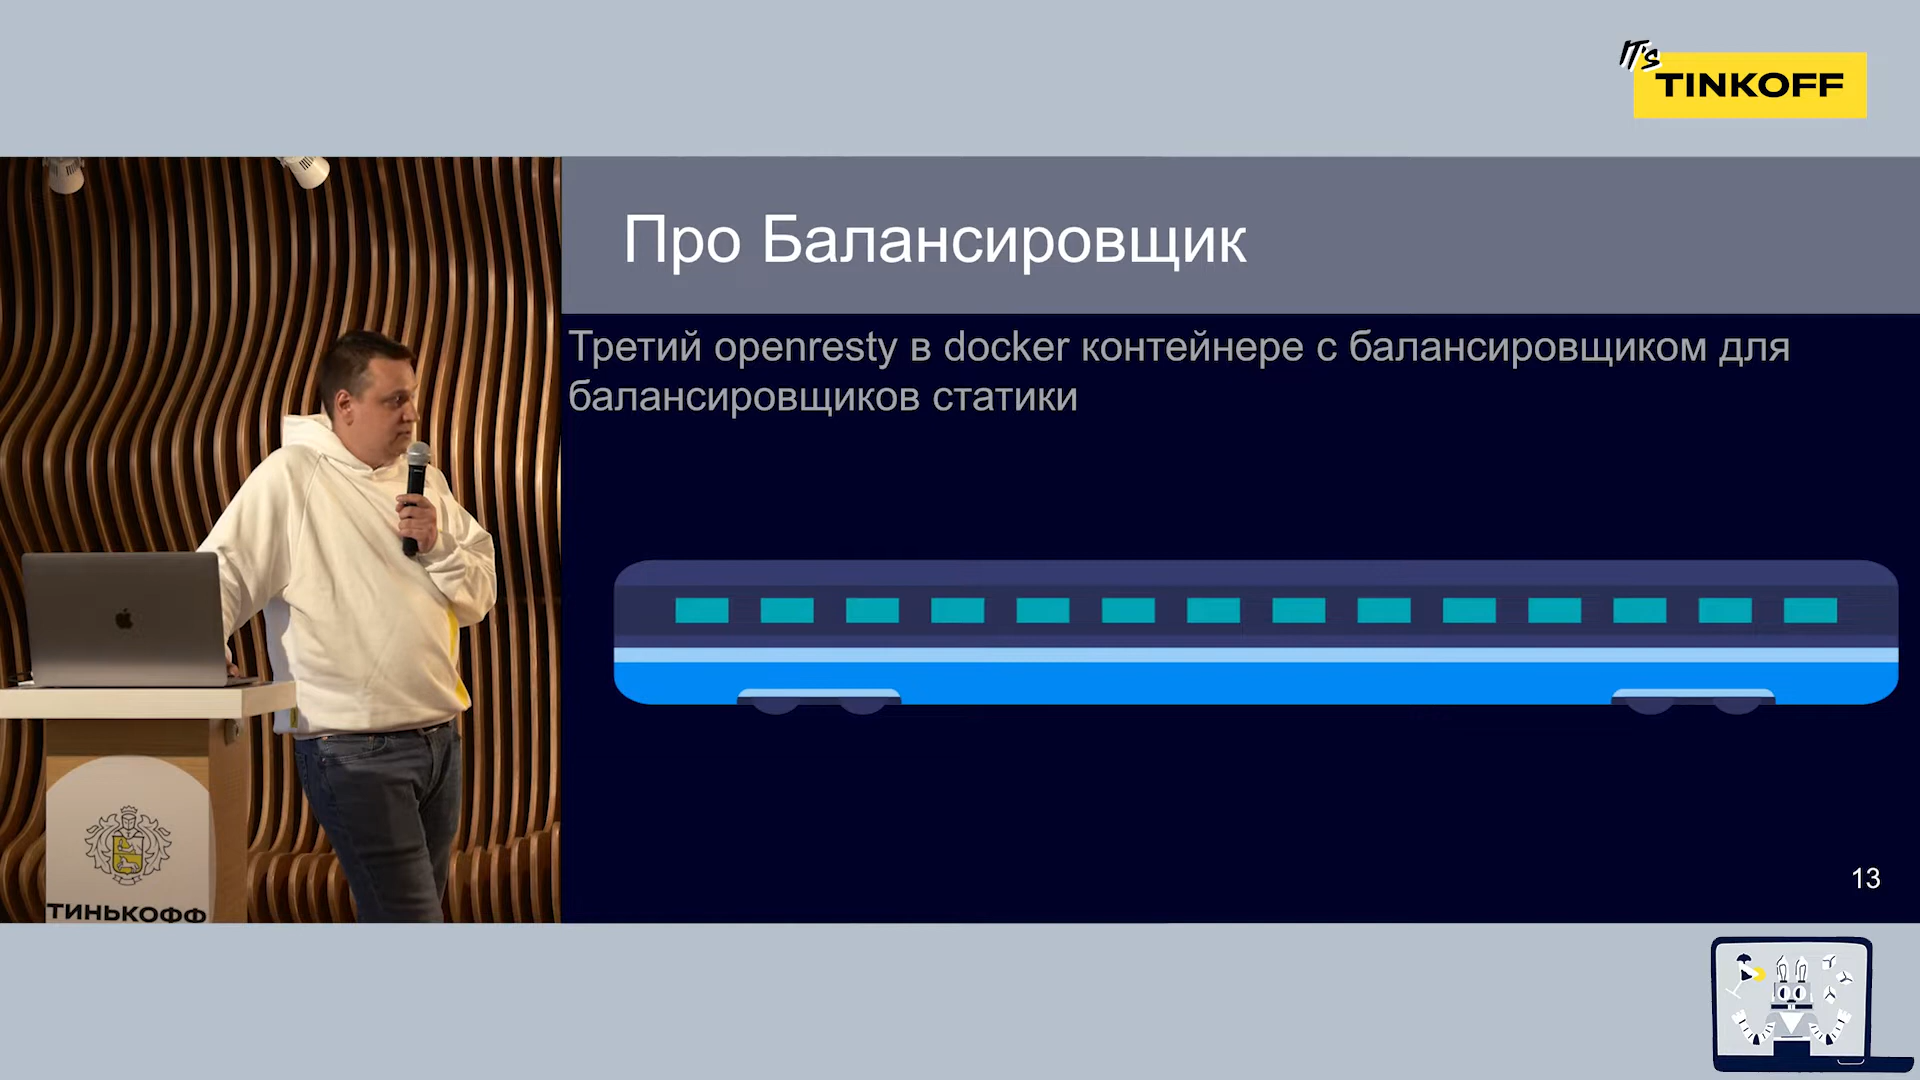 IT's
TINKOFF
Про Балансировщик
Третий openresty в docker контейнере с балансировщиком для
балансировщиков статики
13
ТИНЬКОФФ